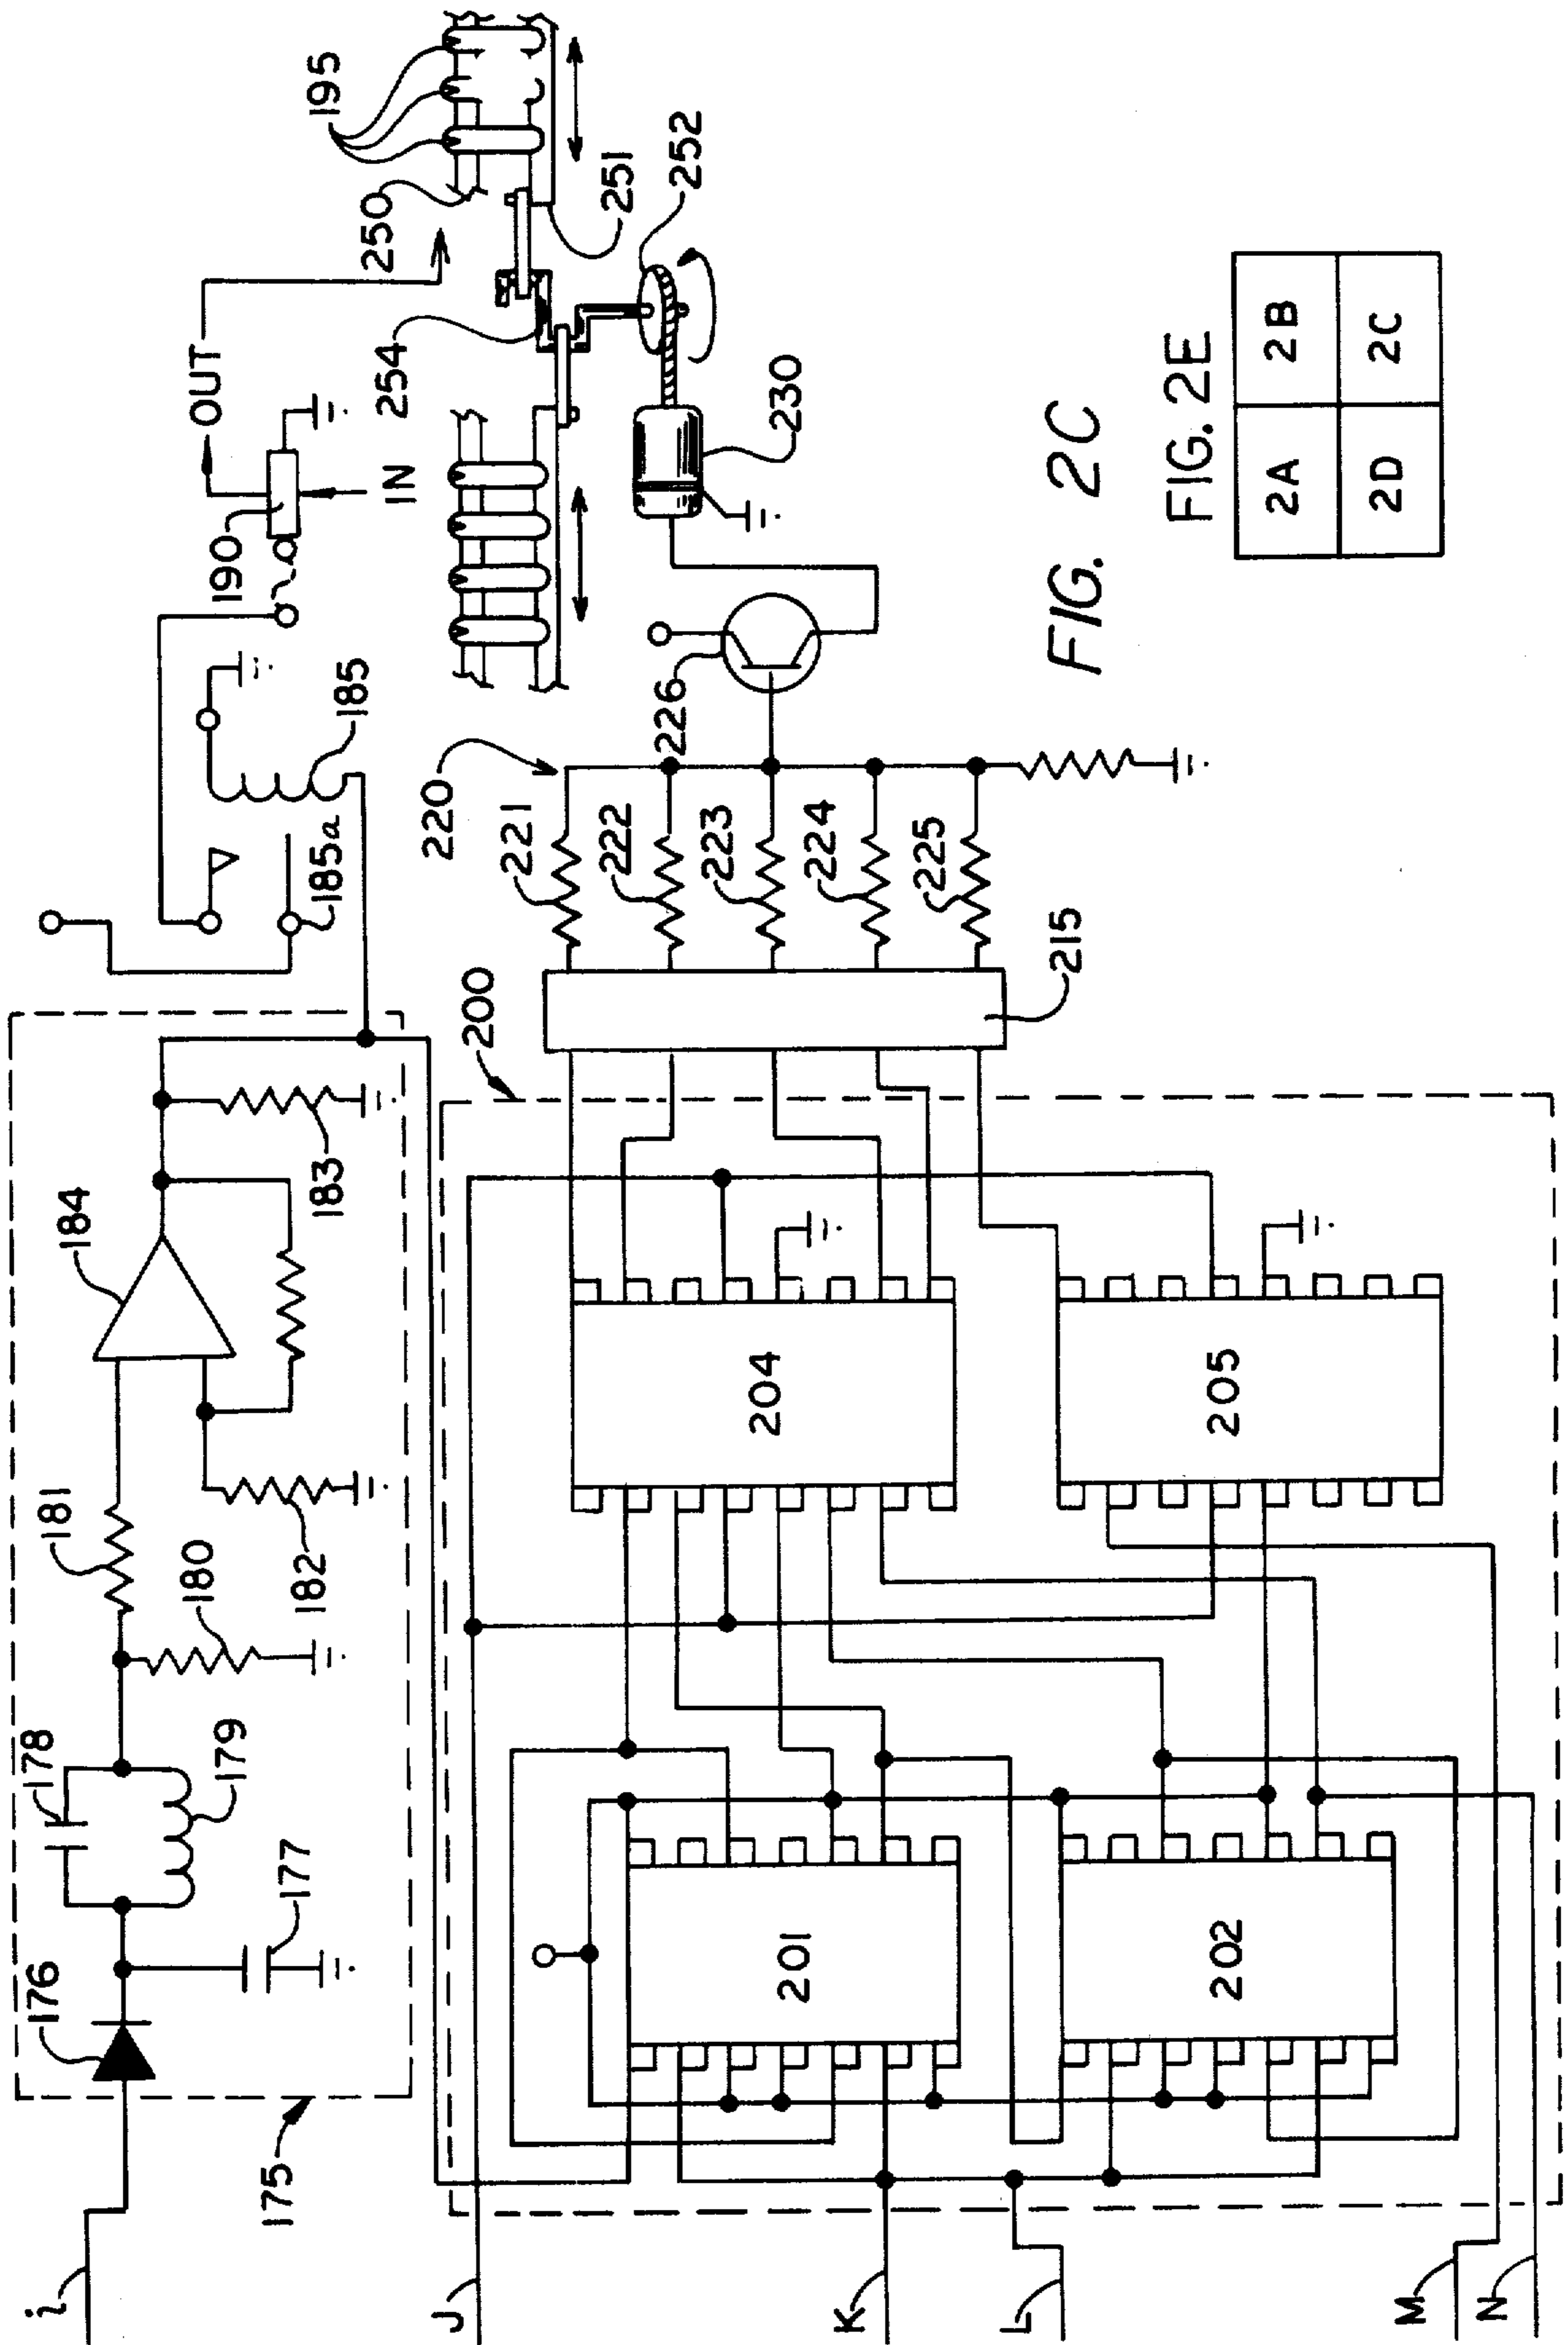 i
175
176
177
178
179
180
181
182
183
184
185
185a
190
IN
OUT
195
250
251
252
254
230
J
K
L
M
N
200
201
202
204
205
215
220
221
222
223
224
225
226
FIG. 2C
FIG. 2E
2A 2B
2D 2C